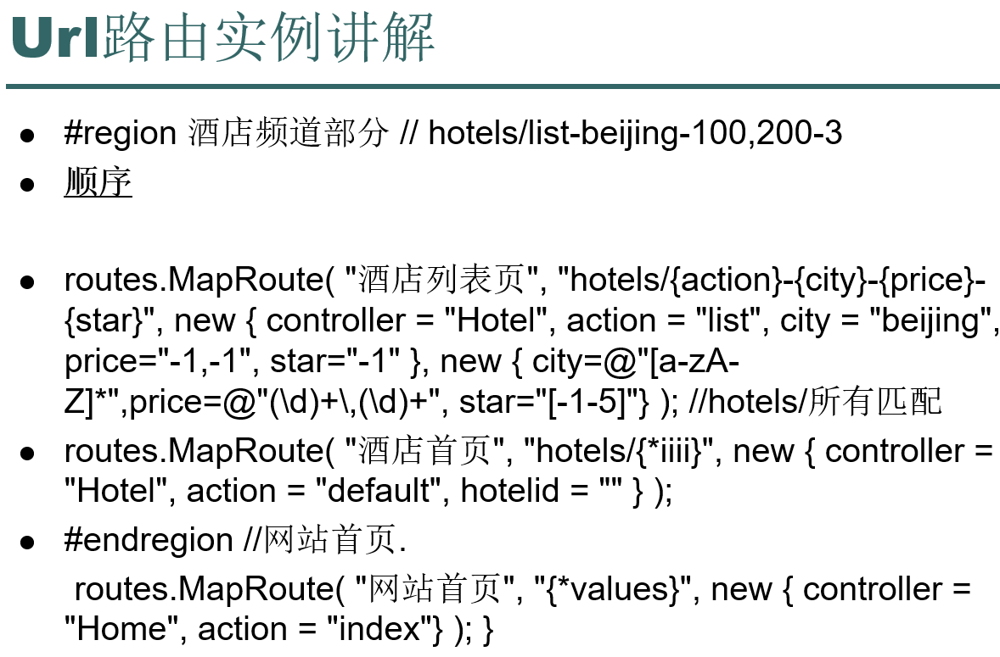 Url路由实例讲解
#region 酒店频道部分 // hotels/list-beijing-100,200-3
顺序
routes.MapRoute( "酒店列表页", "hotels/{action}-{city}-{price}-
{star}", new { controller = "Hotel", action = "list", city = "beijing",
price="-1,-1", star="-1" }, new { city=@"[a-zA-
Z]*",price=@"(\d)+\,(\d)+", star="[-1-5]"} ); //hotels/所有匹配
routes.MapRoute( "酒店首页", "hotels/{*iiii}", new { controller =
"Hotel", action = "default", hotelid = "" } );
#endregion //网站首页.
routes.MapRoute( "网站首页", "{*values}", new { controller =
"Home", action = "index"} ); }